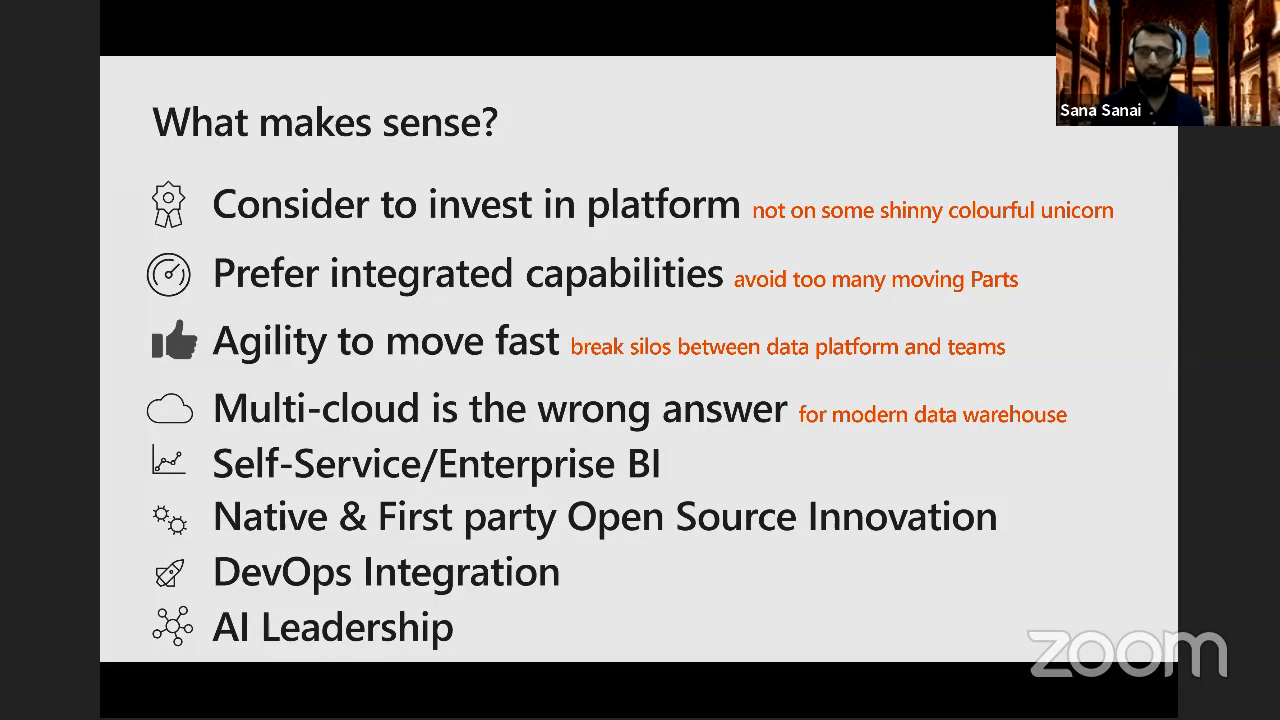 Sana Sanai
What makes sense?
Consider to invest in platform not on some shinny colourful unicorn
Prefer integrated capabilities avoid too many moving Parts
Agility to move fast break silos between data platform and teams
Multi-cloud is the wrong answer for modern data warehouse
Self-Service/Enterprise BI
Native & First party Open Source Innovation
DevOps Integration
AI Leadership
zoom